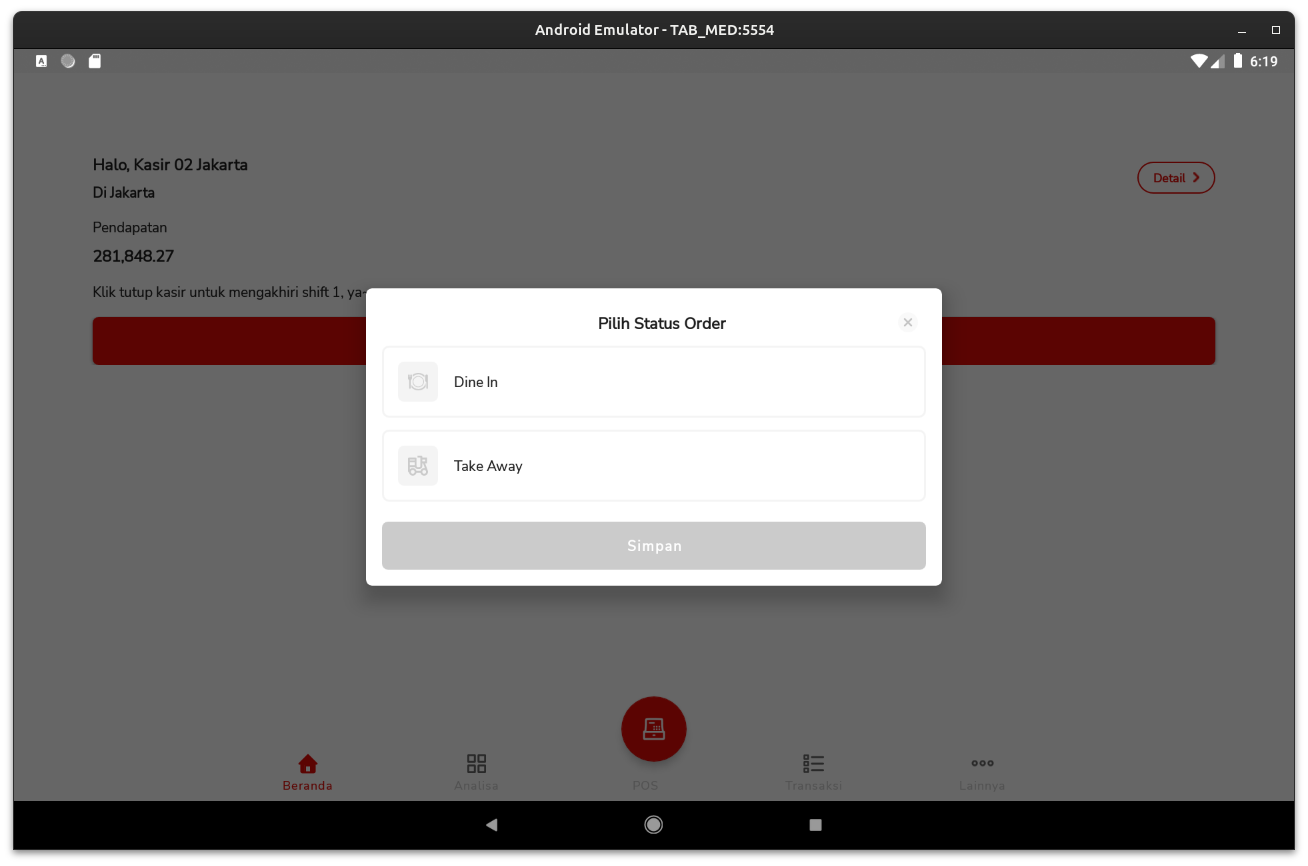 Android Emulator - TAB_MED:5554
A
6:19
Halo, Kasir 02 Jakarta
Di Jakarta
Detail
Pendapatan
281,848.27
Klik tutup kasir untuk mengakhiri shift 1, ya
Pilih Status Order
Dine In
Take Away
Simpan
Beranda
Analisa
POS
Transaksi
Lainnya